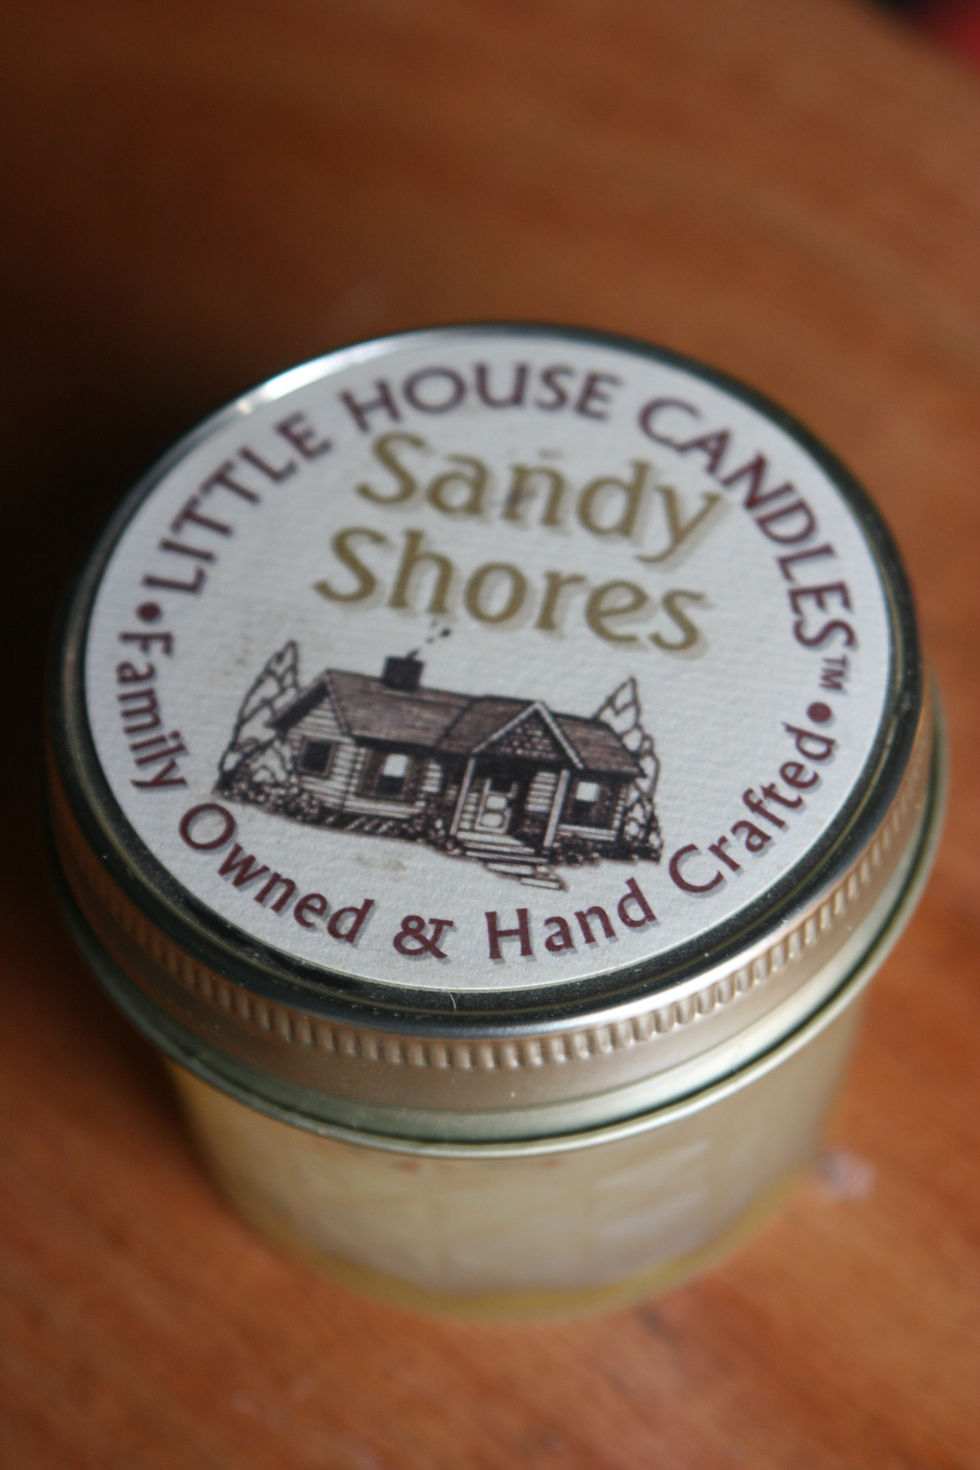 •LITTLE HOUSE CANDLES™•
Sandy
Shores
Family Owned & Hand Crafted